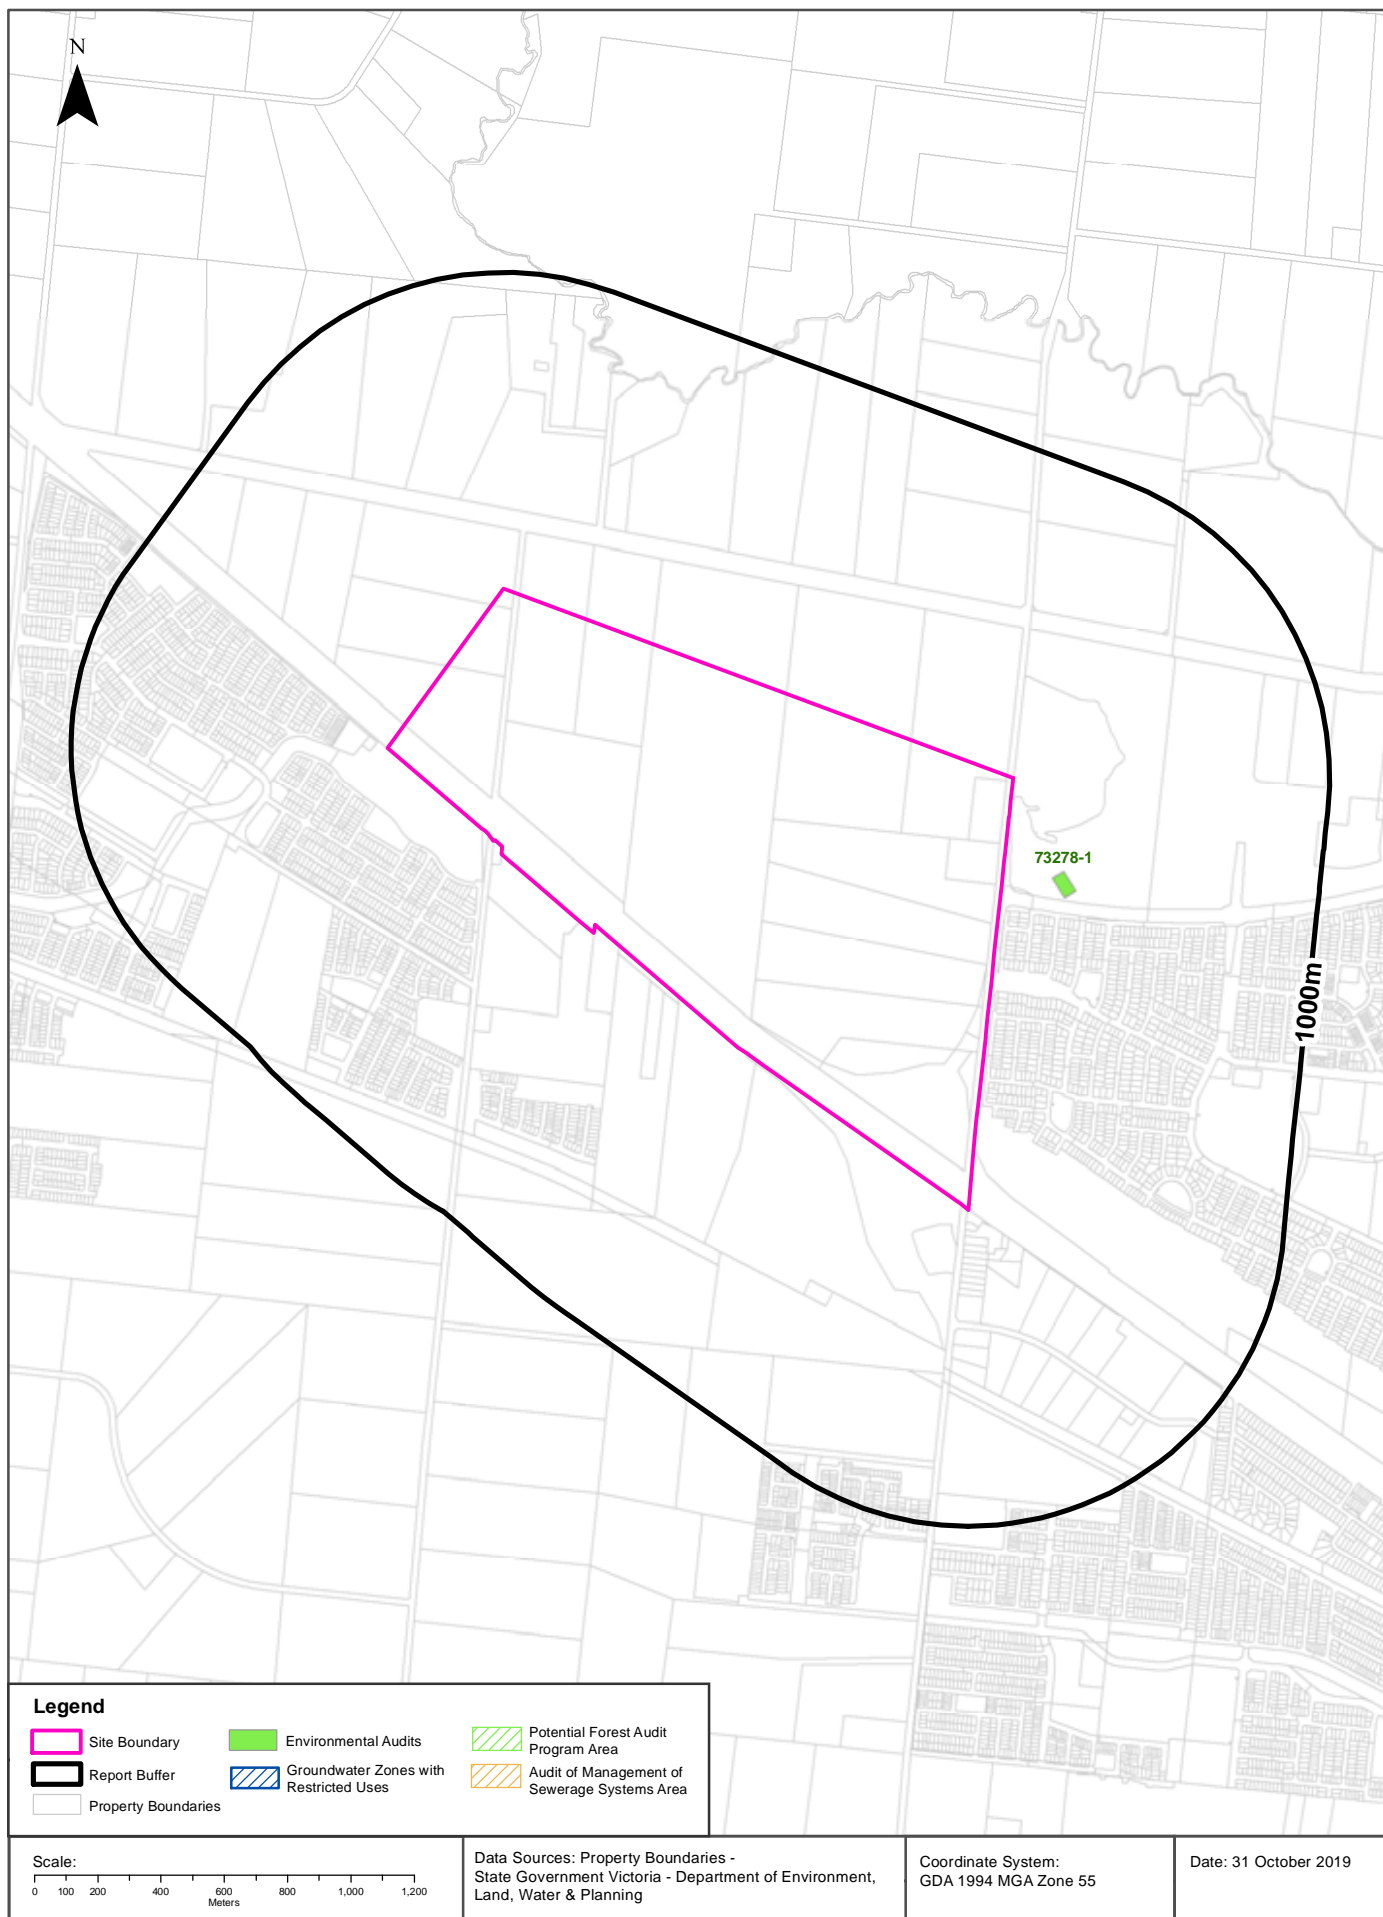 N
73278-1
1000m
Legend
Site Boundary
Report Buffer
Property Boundaries
Environmental Audits
Groundwater Zones with
Restricted Uses
Potential Forest Audit
Program Area
Audit of Management of
Sewerage Systems Area
Scale:
0 100 200 400 600 800 1,000 1,200
Meters
Data Sources: Property Boundaries -
State Government Victoria - Department of Environment,
Land, Water & Planning
Coordinate System:
GDA 1994 MGA Zone 55
Date: 31 October 2019